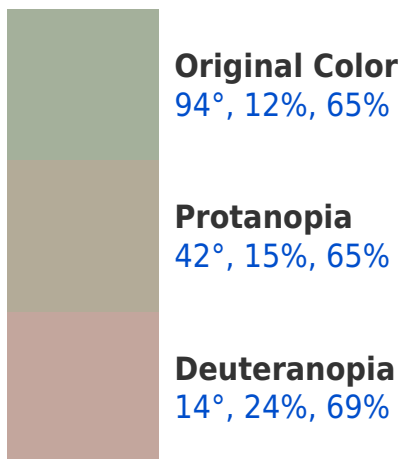 Original Color
94°, 12%, 65%
Protanopia
42°, 15%, 65%
Deuteranopia
14°, 24%, 69%